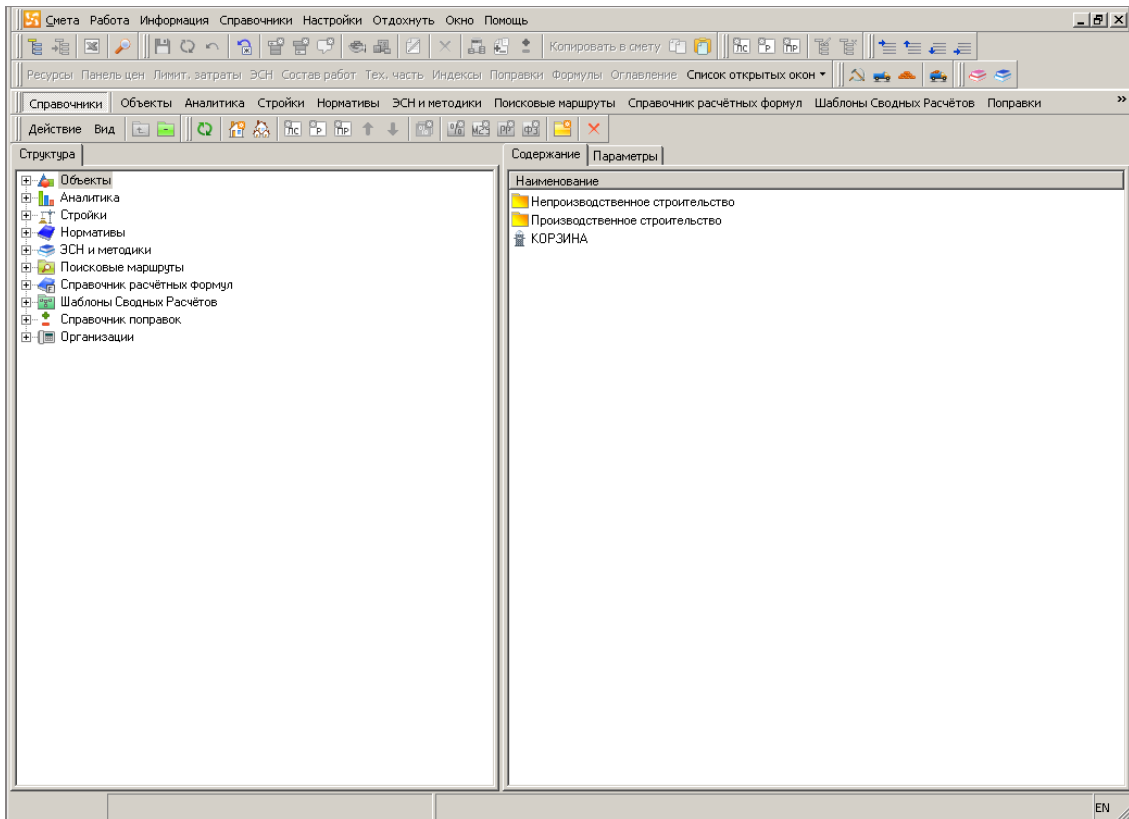 Смета Работа Информация Справочники Настройки Отдохнуть Окно Помощь
Копировать в смету
Ресурсы Панель цен Лимит. затраты ЭСН Состав работ Тех. часть Индексы Поправки Формулы Оглавление Список открытых окон
Справочники Объекты Аналитика Стройки Нормативы ЭСН и методики Поисковые маршруты Справочник расчётных формул Шаблоны Сводных Расчётов Поправки »
Действие Вид
Структура
Содержание Параметры
Наименование
Объекты
Аналитика
Стройки
Нормативы
ЭСН и методики
Поисковые маршруты
Справочник расчётных формул
Шаблоны Сводных Расчётов
Справочник поправок
Организации
Непроизводственное строительство
Производственное строительство
КОРЗИНА
EN